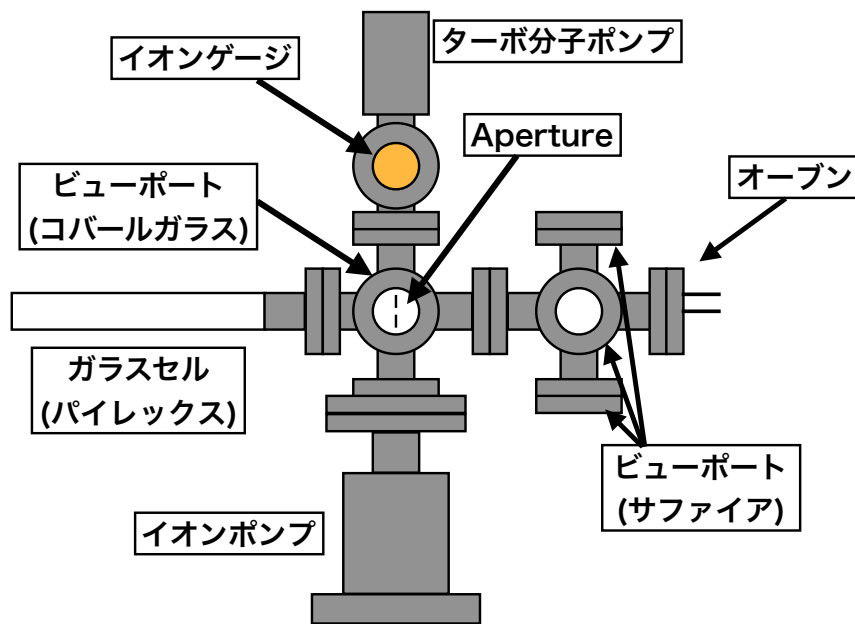 ターボ分子ポンプ
イオンゲージ
Aperture
ビューポート
(コバールガラス)
オーブン
ガラスセル
(パイレックス)
ビューポート
(サファイア)
イオンポンプ